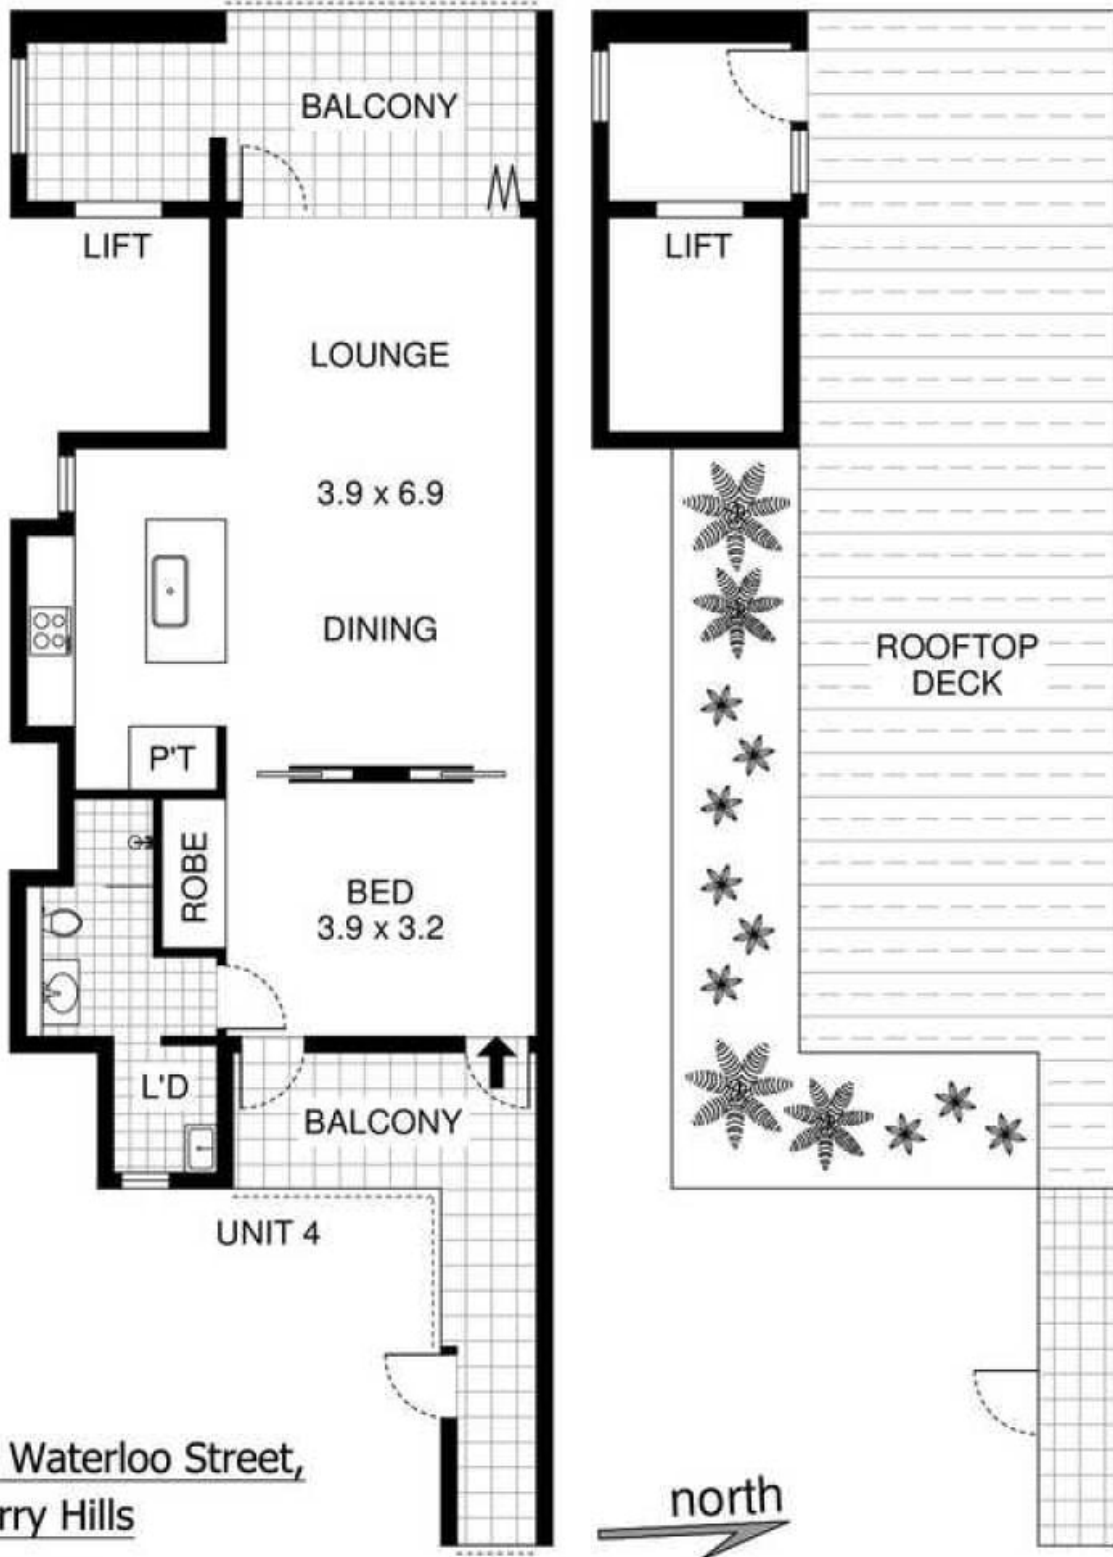 BALCONY
LIFT
LOUNGE
3.9 x 6.9
DINING
P'T
ROBE
BED
3.9 x 3.2
L'D
BALCONY
UNIT 4
Waterloo Street,
rry Hills
LIFT
ROOFTOP
DECK
north